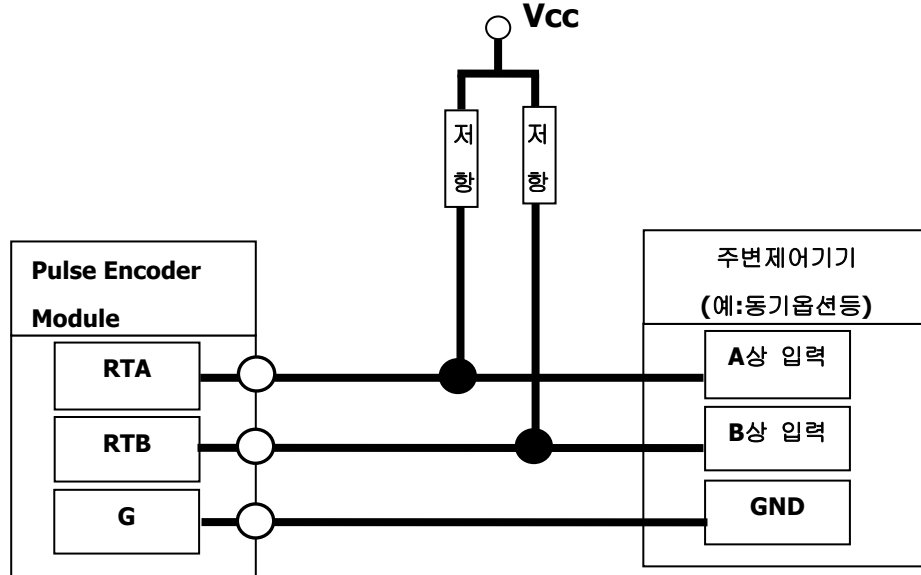 Vcc
저
항
저
항
Pulse Encoder
Module
RTA
RTB
G
주변제어기기
(예:동기옵션등)
A상 입력
B상 입력
GND